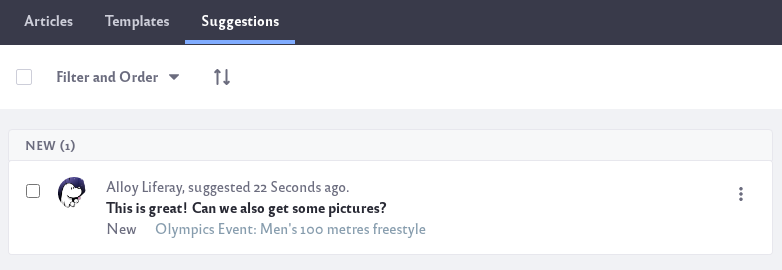 Articles Templates Suggestions
Filter and Order
NEW (1)
Alloy Liferay, suggested 22 Seconds ago.
This is great! Can we also get some pictures?
New Olympics Event: Men's 100 metres freestyle